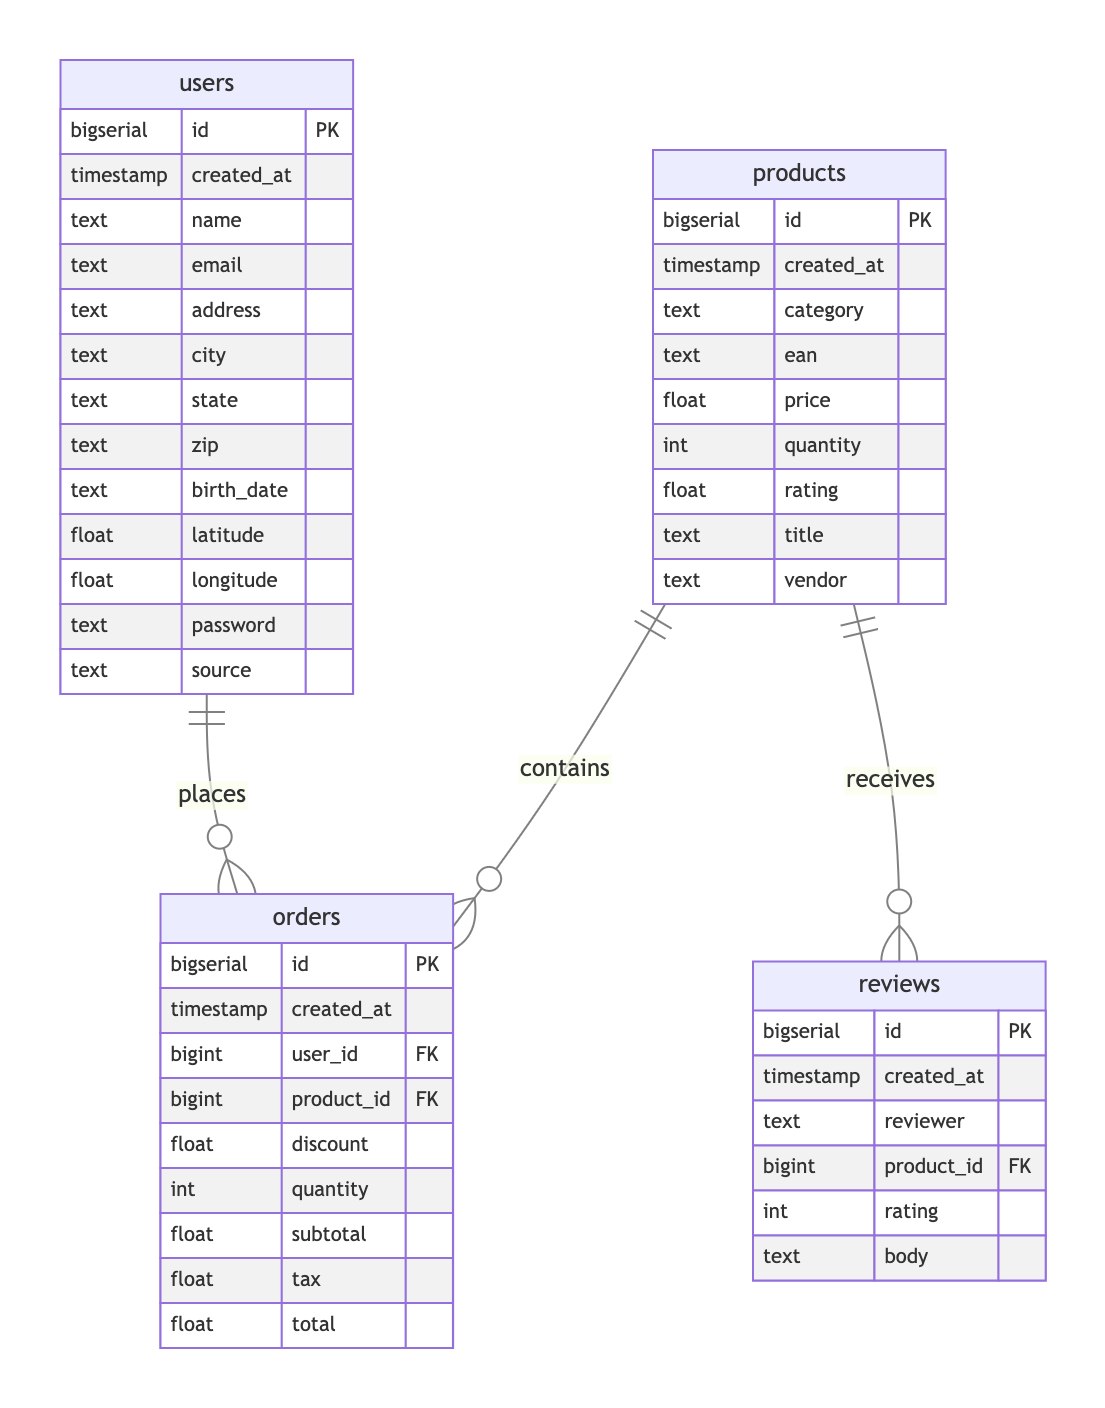 users
bigserial id PK
timestamp created_at
text name
text email
text address
text city
text state
text zip
text birth_date
float latitude
float longitude
text password
text source
products
bigserial id PK
timestamp created_at
text category
text ean
float price
int quantity
float rating
text title
text vendor
places
contains
receives
orders
bigserial id PK
timestamp created_at
bigint user_id FK
bigint product_id FK
float discount
int quantity
float subtotal
float tax
float total
reviews
bigserial id PK
timestamp created_at
text reviewer
bigint product_id FK
int rating
text body